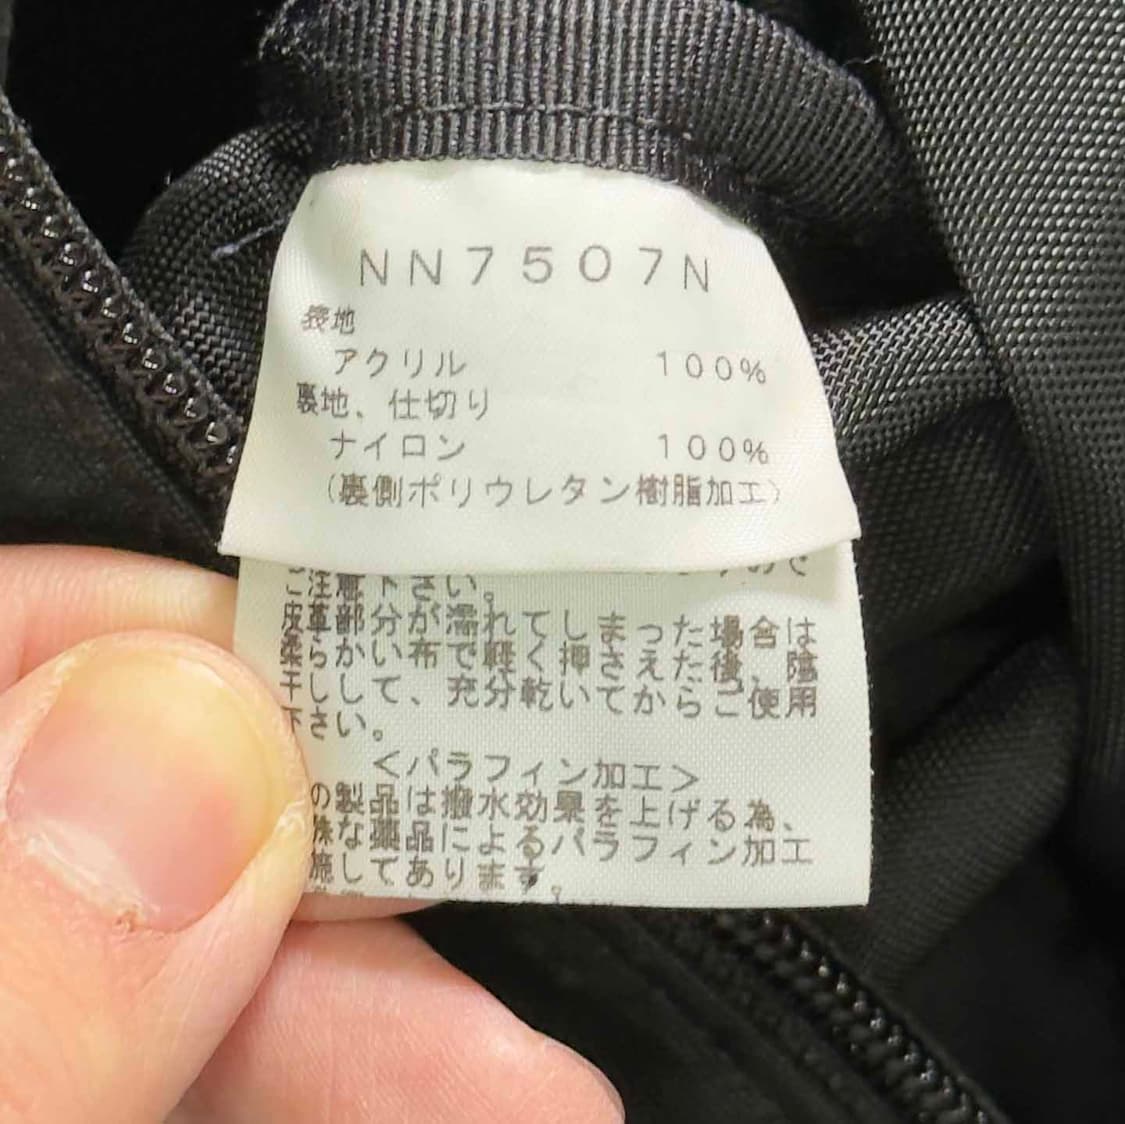 NN7507N
表地
アクリル 100%
裏地、仕切り
ナイロン 100%
(裏側ポリウレタン樹脂加工)
ご注意下さい。
皮革部分が濡れてしまった場合は
柔らかい布で軽く押さえた後、陰
干しして、充分乾いてからご使用
下さい。
<パラフィン加工>
の製品は撥水効果を上げる為、
殊な薬品によるパラフィン加工
施してあります。